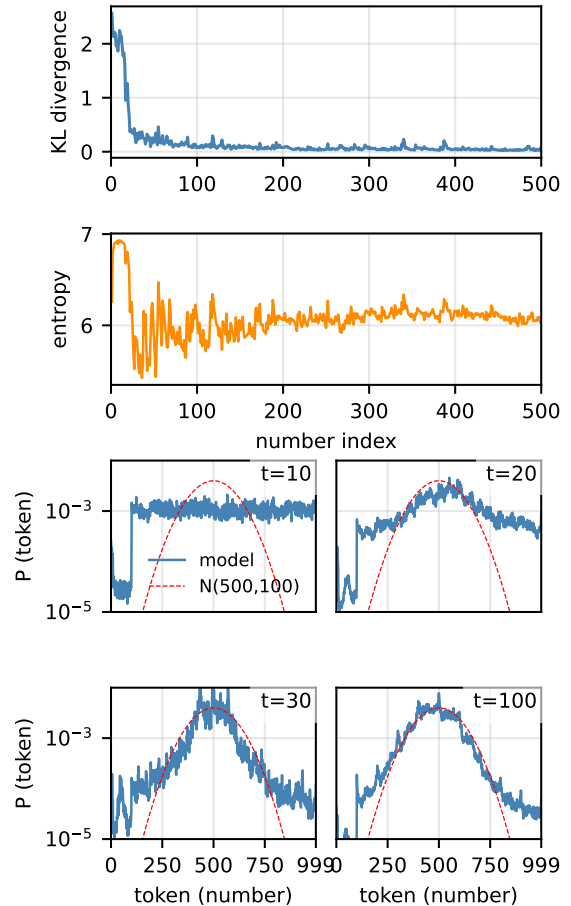 KL divergence
2
1
0
0 100 200 300 400 500
entropy
7
6
0 100 200 300 400 500
number index
P (token)
10⁻³
10⁻⁵
t=10
model
N(500,100)
t=20
P (token)
10⁻³
10⁻⁵
t=30
t=100
0 250 500 750 999
0 250 500 750 999
token (number)
token (number)